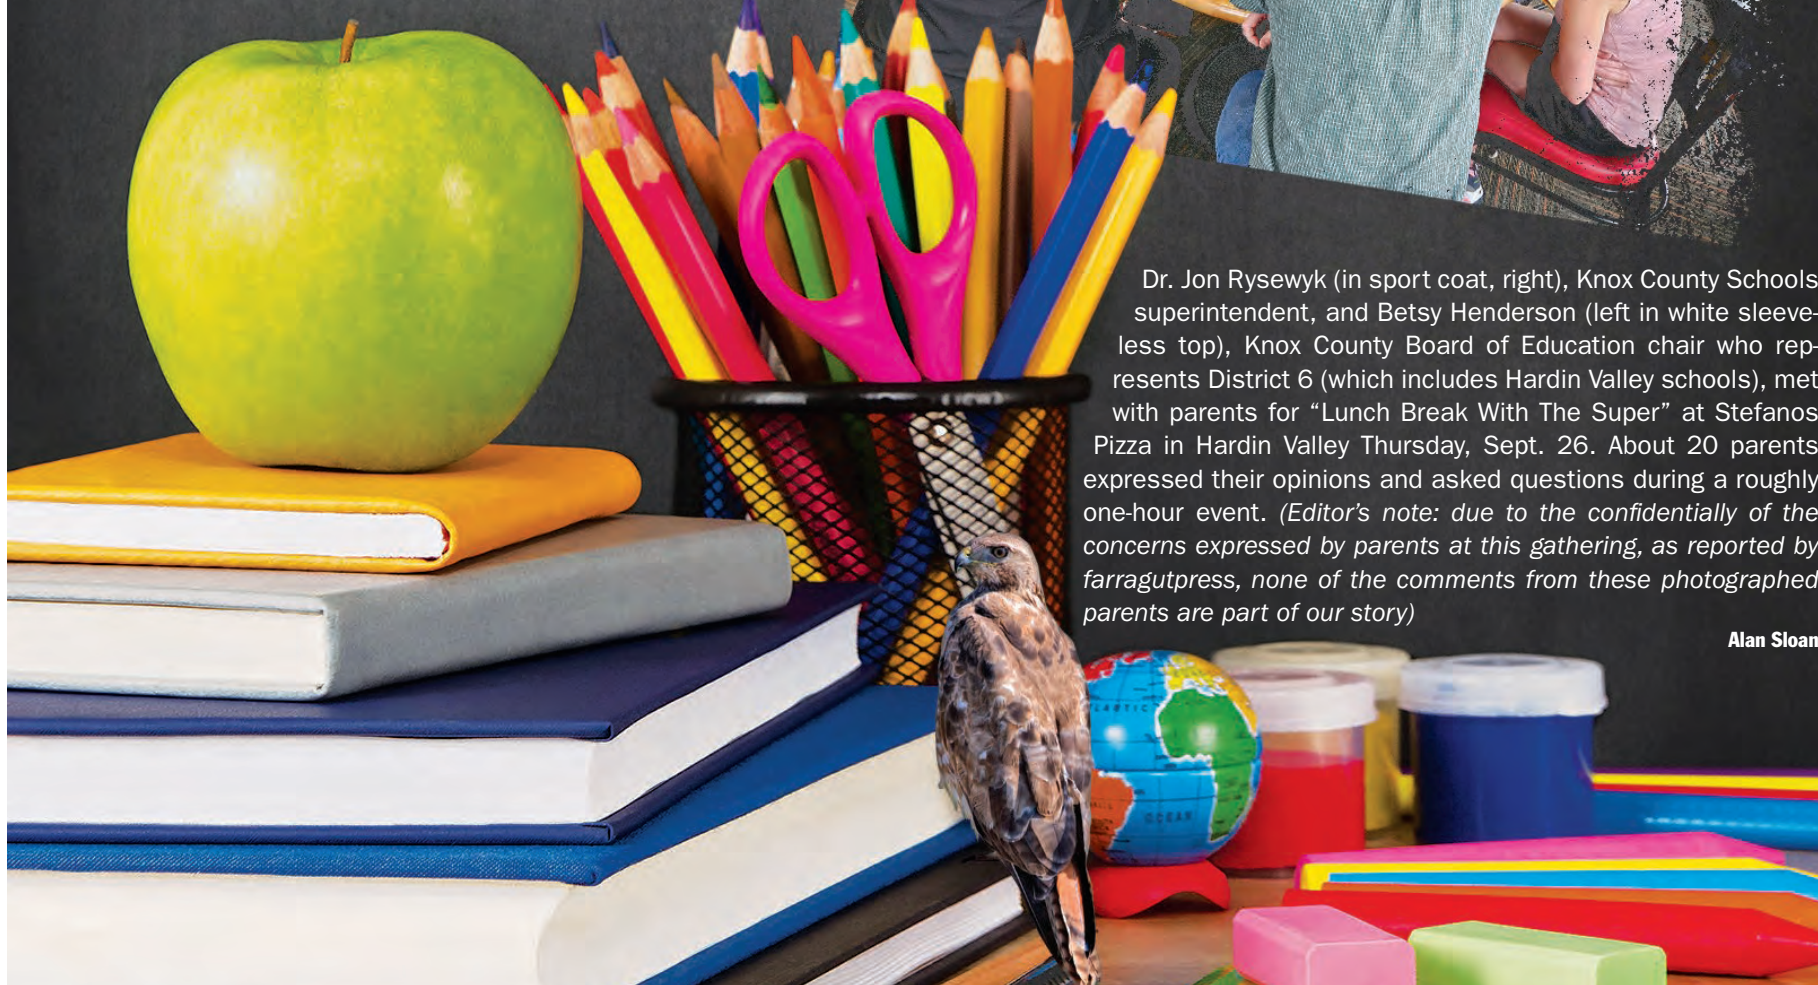 Dr. Jon Rysewyk (in sport coat, right), Knox County Schools
superintendent, and Betsy Henderson (left in white sleeve-
less top), Knox County Board of Education chair who rep-
resents District 6 (which includes Hardin Valley schools), met
with parents for “Lunch Break With The Super” at Stefanos
Pizza in Hardin Valley Thursday, Sept. 26. About 20 parents
expressed their opinions and asked questions during a roughly
one-hour event. (Editor’s note: due to the confidentially of the
concerns expressed by parents at this gathering, as reported by
farragutpress, none of the comments from these photographed
parents are part of our story)
Alan Sloan
OCEAN